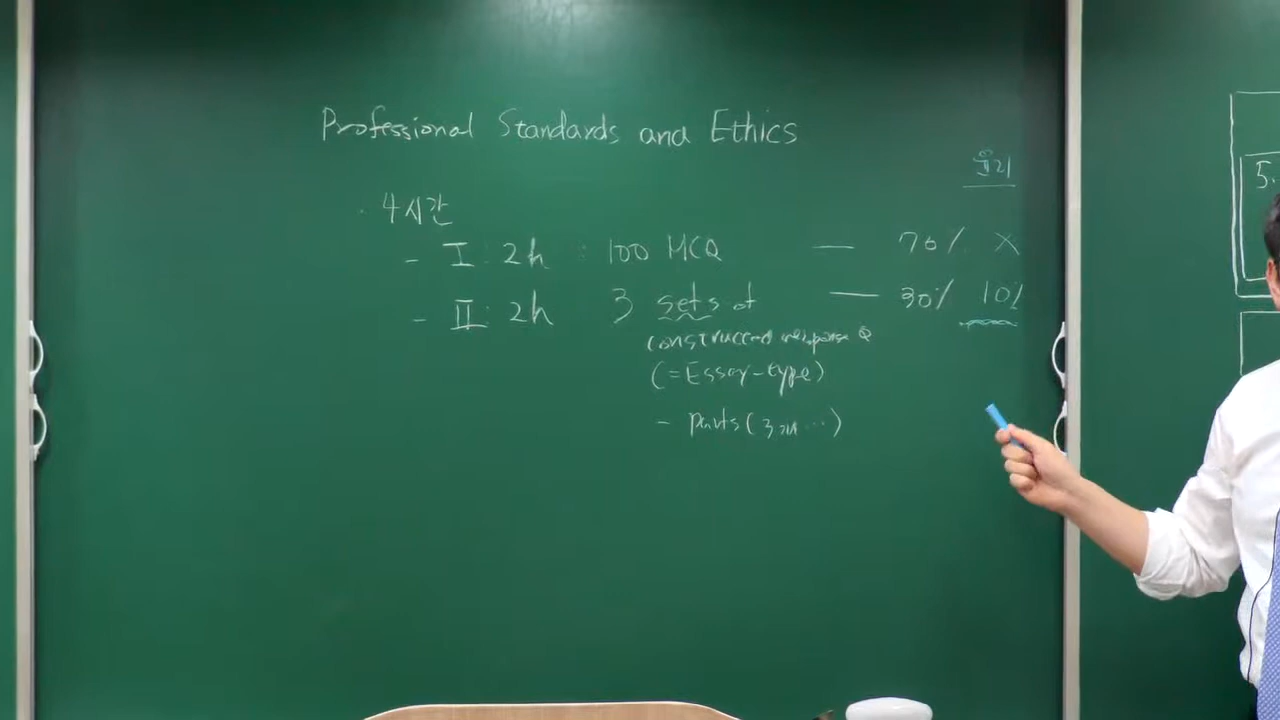 Professional Standards and Ethics
윤리
· 4시간
- I : 2h : 100 MCQ — 70% X
- II : 2h 3 sets of — 30% 10%
constructed response Q
(=Essay-type)
- parts (3개 ...)
5.